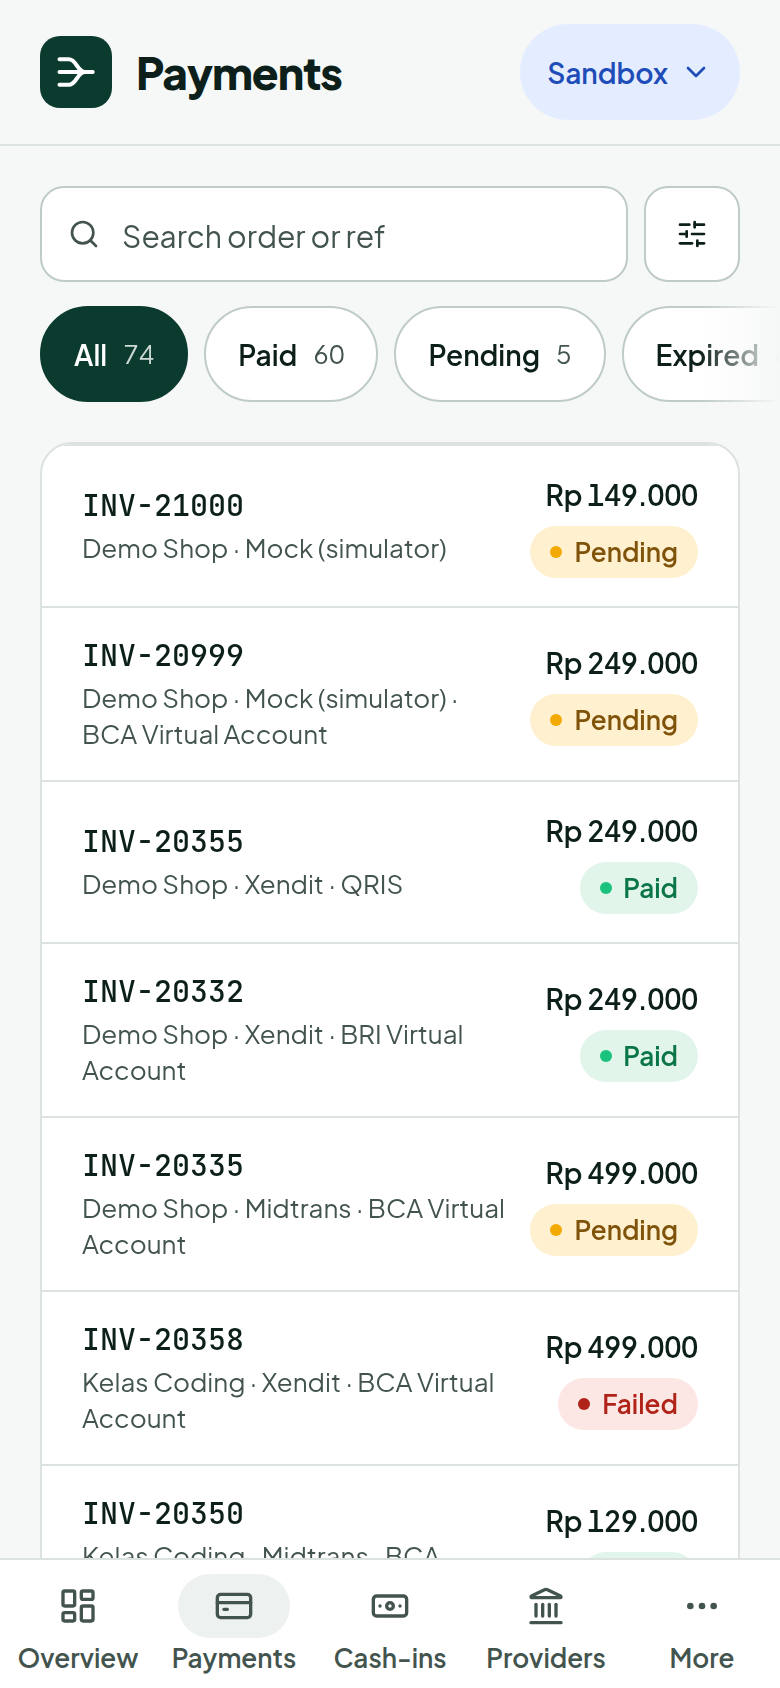 Payments
Sandbox
Search order or ref
All 74
Paid 60
Pending 5
Expired
INV-21000
Rp 149.000
Demo Shop · Mock (simulator)
Pending
INV-20999
Rp 249.000
Demo Shop · Mock (simulator) ·
BCA Virtual Account
Pending
INV-20355
Rp 249.000
Demo Shop · Xendit · QRIS
Paid
INV-20332
Rp 249.000
Demo Shop · Xendit · BRI Virtual
Account
Paid
INV-20335
Rp 499.000
Demo Shop · Midtrans · BCA Virtual
Account
Pending
INV-20358
Rp 499.000
Kelas Coding · Xendit · BCA Virtual
Account
Failed
INV-20350
Rp 129.000
Kelas Coding · Midtrans · BCA
Overview
Payments
Cash-ins
Providers
More